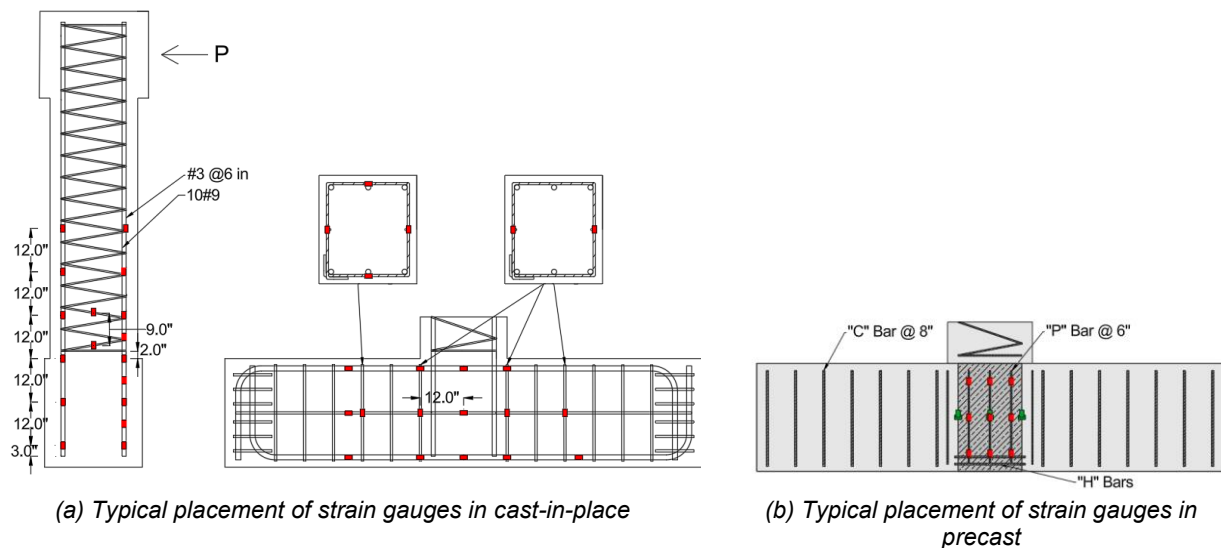 P
#3 @6 in
10#9
12.0"
12.0"
12.0"
9.0"
2.0"
12.0"
12.0"
3.0"
12.0"
"C" Bar @ 8"
"P" Bar @ 6"
"H" Bars
(a) Typical placement of strain gauges in cast-in-place
(b) Typical placement of strain gauges in
precast